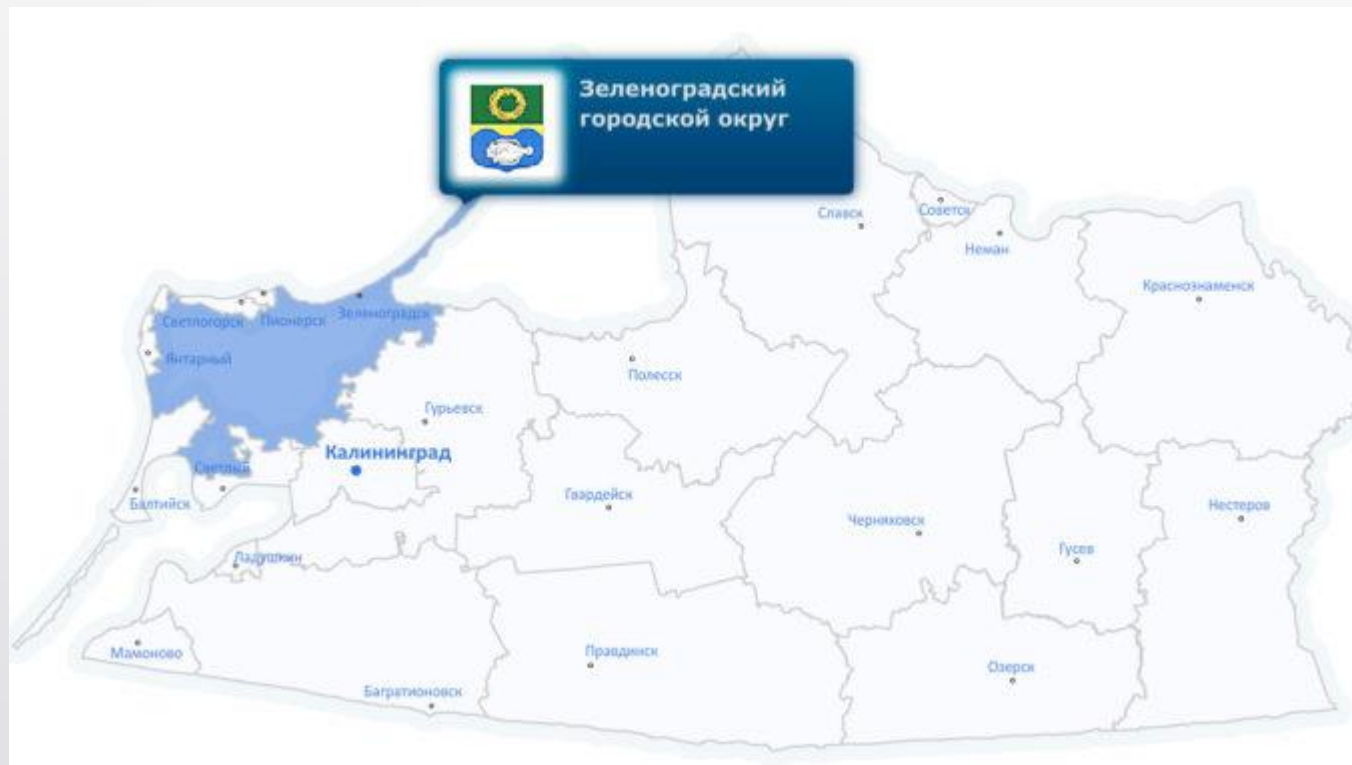 Зеленоградский
городской округ
Славск
Советск
Неман
Краснознаменск
Светлогорск
Пионерск
Зеленоградск
Янтарный
Полесск
Гурьевск
Калининград
Светлый
Балтийск
Гвардейск
Черняховск
Нестеров
Гусев
Ладушкин
Мамоново
Правдинск
Озерск
Багратионовск